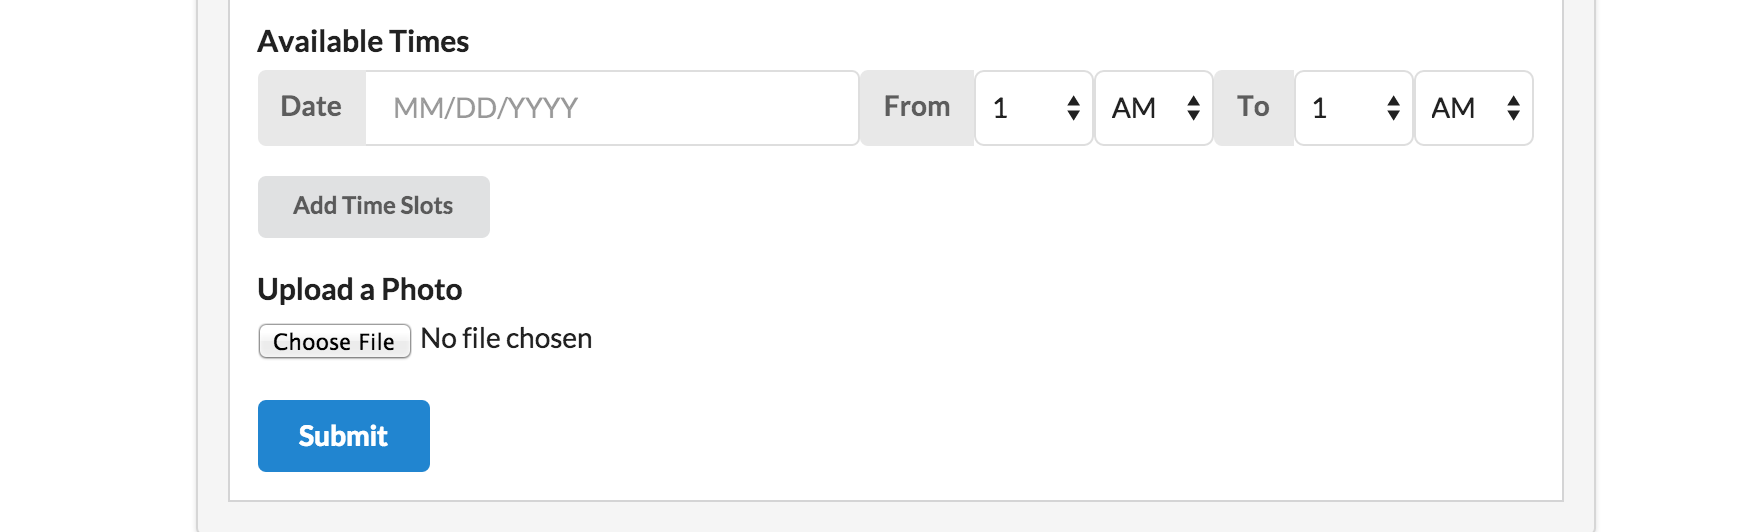 Available Times
Date MM/DD/YYYY From 1 AM To 1 AM
Add Time Slots
Upload a Photo
Choose File No file chosen
Submit